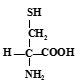 SH
CH₂
H-C-COOH
NH₂